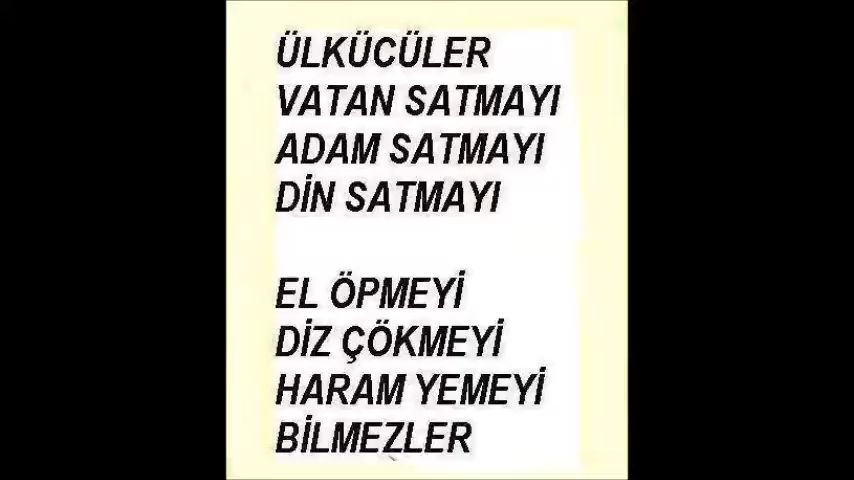 ÜLKÜCÜLER
VATAN SATMAYI
ADAM SATMAYI
DİN SATMAYI
EL ÖPMEYİ
DİZ ÇÖKMEYİ
HARAM YEMEYİ
BİLMEZLER